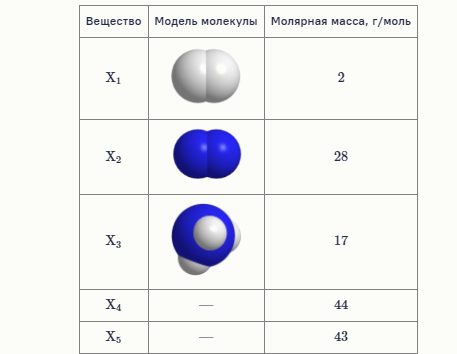 Вещество Модель молекулы Молярная масса, г/моль
X₁ 2
X₂ 28
X₃ 17
X₄ — 44
X₅ — 43